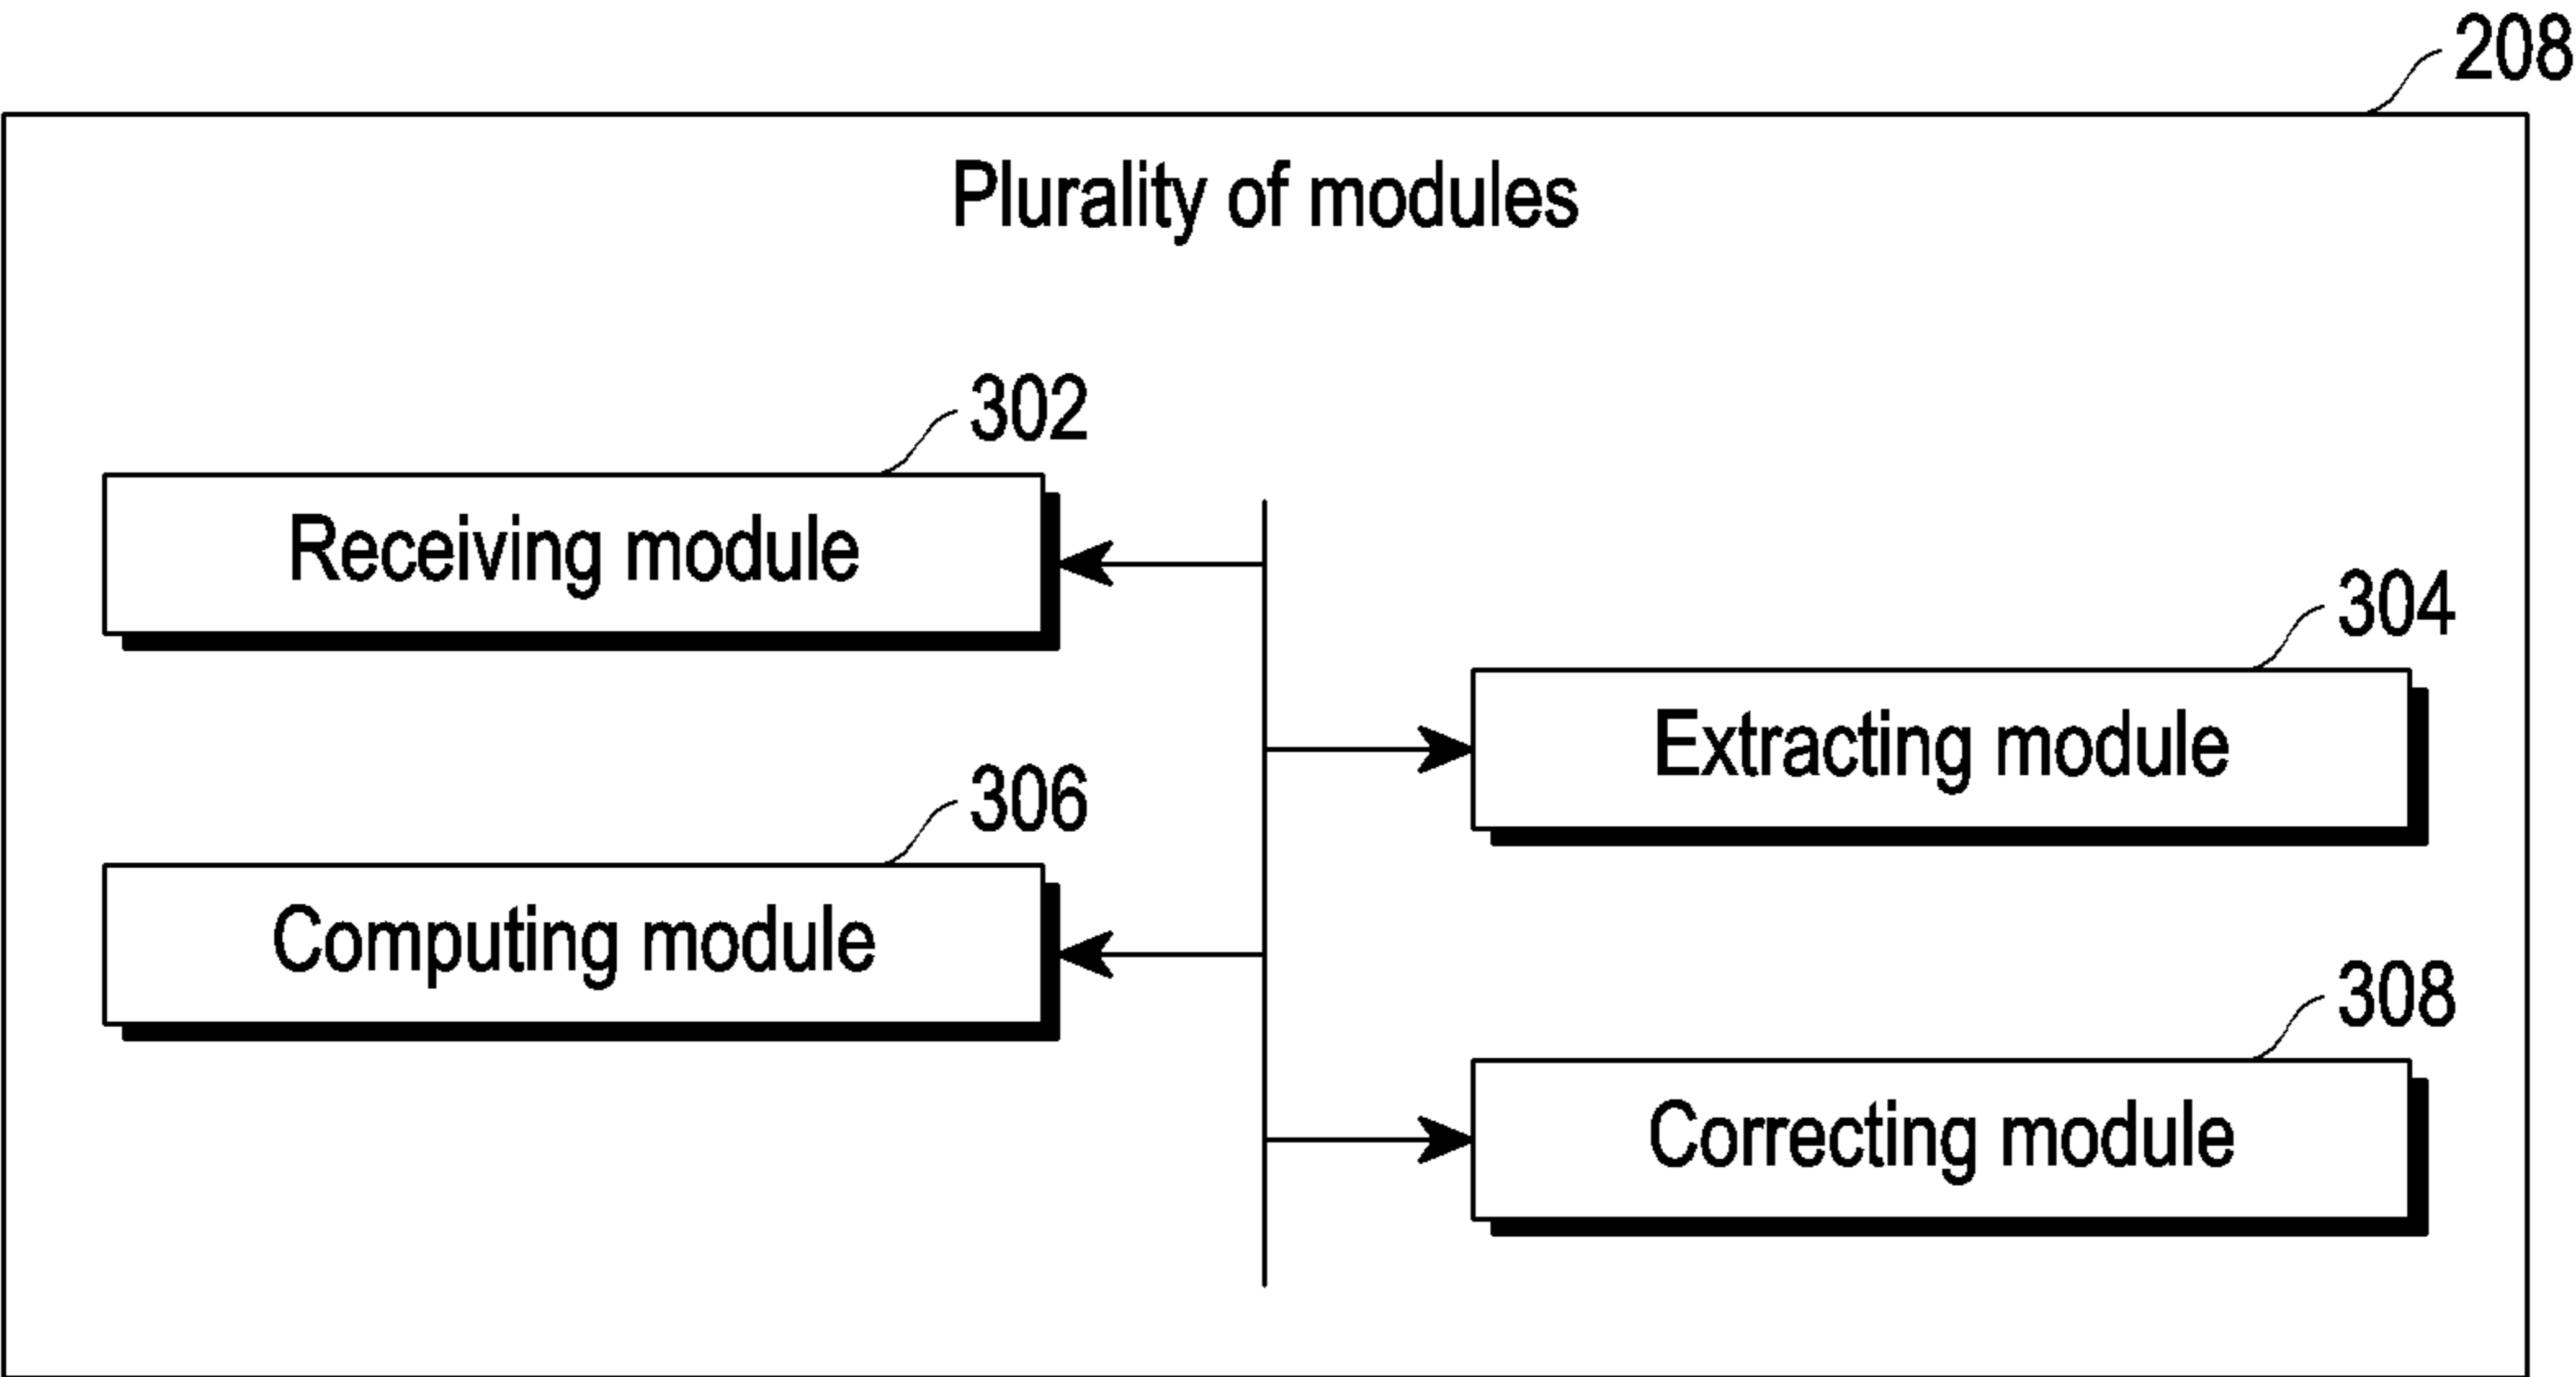 208
Plurality of modules
302
Receiving module
304
Extracting module
306
Computing module
308
Correcting module